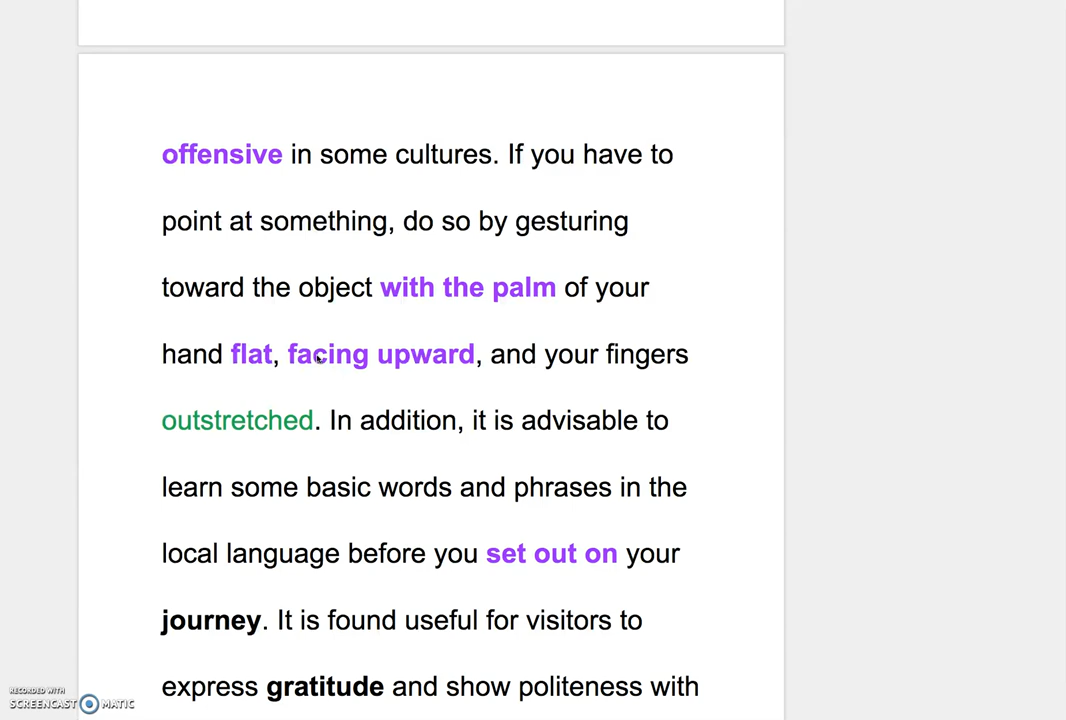 offensive in some cultures. If you have to
point at something, do so by gesturing
toward the object with the palm of your
hand flat, facing upward, and your fingers
outstretched. In addition, it is advisable to
learn some basic words and phrases in the
local language before you set out on your
journey. It is found useful for visitors to
express gratitude and show politeness with
RECORDED WITH
SCREENCAST MATIC